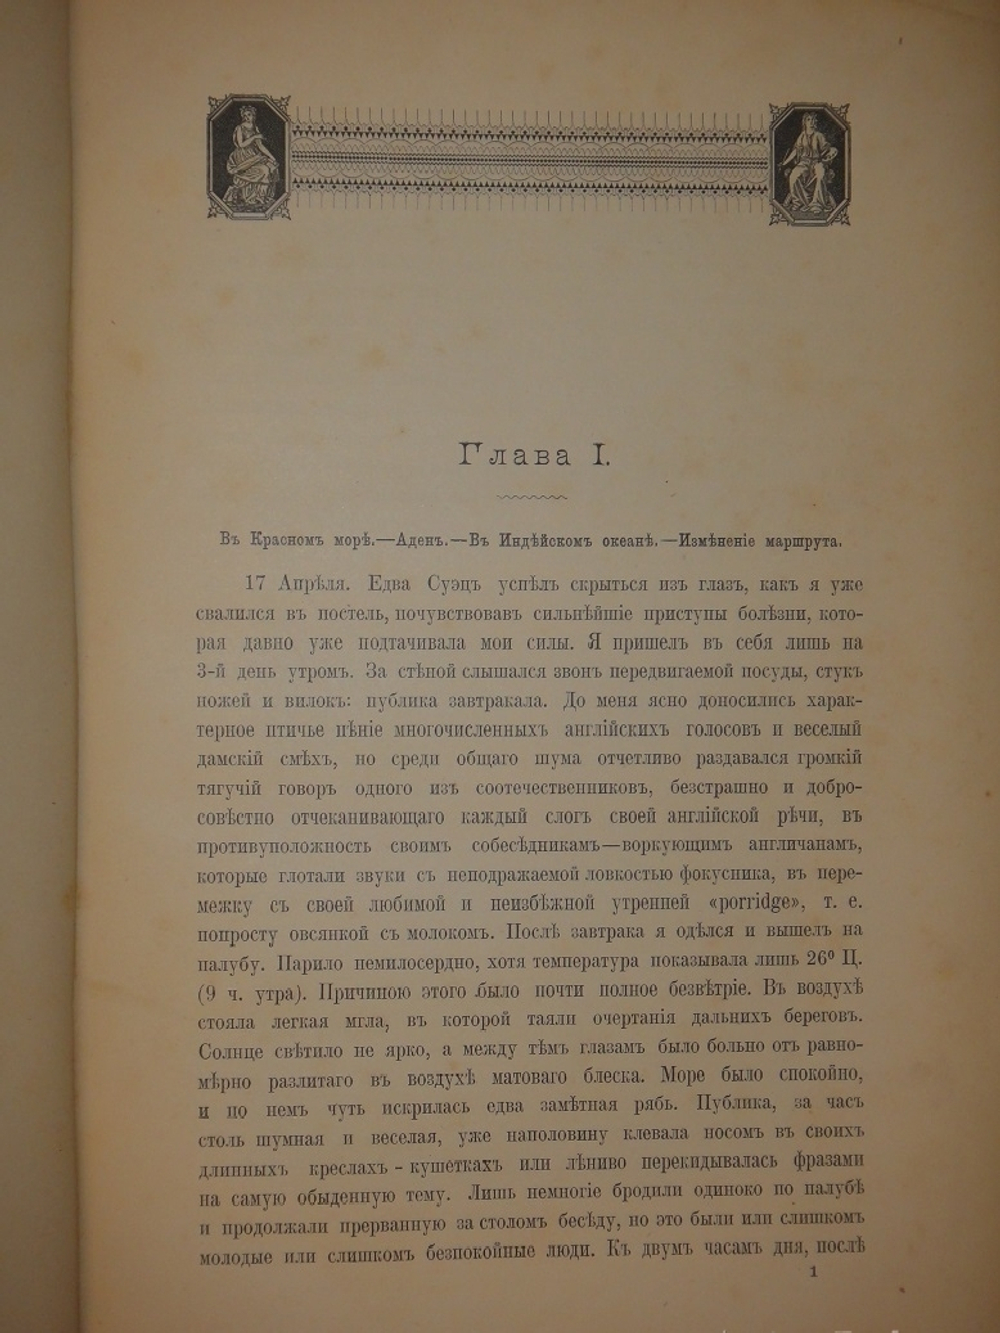 Глава I.
Въ Красномъ морѣ.—Аденъ.—Въ Индѣйскомъ океанѣ.—Измѣненіе маршрута.
17 Апрѣля. Едва Суэцъ успѣлъ скрыться изъ глазъ, какъ я уже
свалился въ постель, почувствовавъ сильнѣйшіе приступы болѣзни, кото-
рая давно уже подтачивала мои силы. Я пришелъ въ себя лишь на
3-й день утромъ. За стѣной слышался звонъ передвигаемой посуды, стукъ
ножей и вилокъ: публика завтракала. До меня ясно доносились харак-
терное птичье пѣніе многочисленныхъ англійскихъ голосовъ и веселый
дамскій смѣхъ, но среди общаго шума отчетливо раздавался громкій
тягучій говоръ одного изъ соотечественниковъ, безстрашно и добро-
совѣстно отчеканивающаго каждый слогъ своей англійской рѣчи, въ
противуположность своимъ собесѣдникамъ—воркующимъ англичанамъ,
которые глотали звуки съ неподражаемой ловкостью фокусника, въ пере-
межку съ своей любимой и неизбѣжной утренней «porridge», т. е.
попросту овсянкой съ молокомъ. Послѣ завтрака я одѣлся и вышелъ на
палубу. Парило немилосердно, хотя температура показывала лишь 26° Ц.
(9 ч. утра). Причиною этого было почти полное безвѣтріе. Въ воздухѣ
стояла легкая мгла, въ которой таяли очертанія дальнихъ береговъ.
Солнце свѣтило не ярко, а между тѣмъ глазамъ было больно отъ равно-
мѣрно разлитаго въ воздухѣ матоваго блеска. Море было спокойно,
и по немъ чуть искрилась едва замѣтная рябь. Публика, за часъ
столь шумная и веселая, уже наполовину клевала носомъ въ своихъ
длинныхъ креслахъ - кушеткахъ или лѣниво перекидывалась фразами
на самую обыденную тему. Лишь немногіе бродили одиноко по палубѣ
и продолжали прерванную за столомъ бесѣду, но это были или слишкомъ
молодые или слишкомъ безпокойные люди. Къ двумъ часамъ дня, послѣ
1